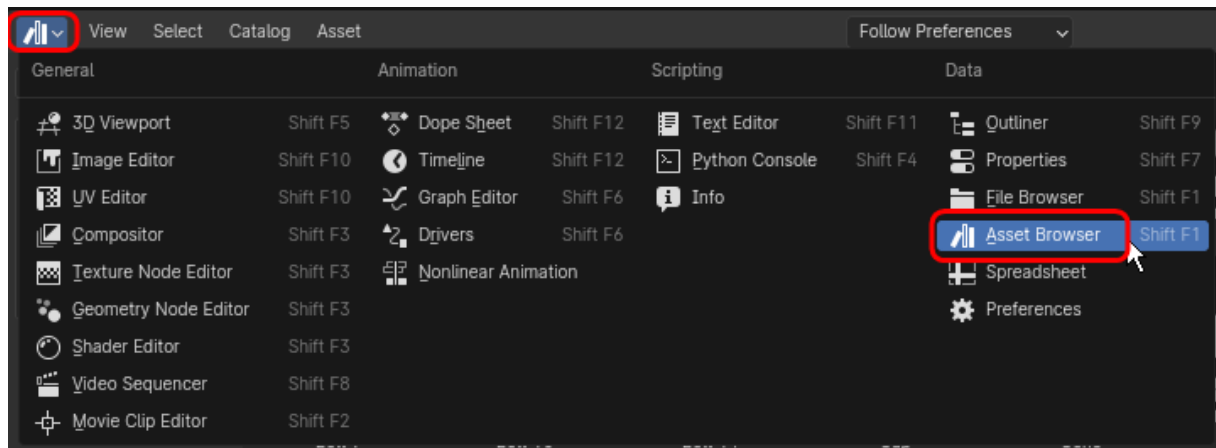 View Select Catalog Asset Follow Preferences
General Animation Scripting Data
3D Viewport Shift F5 Dope Sheet Shift F12 Text Editor Shift F11 Outliner Shift F9
Image Editor Shift F10 Timeline Shift F12 Python Console Shift F4 Properties Shift F7
UV Editor Shift F10 Graph Editor Shift F6 Info File Browser Shift F1
Compositor Shift F3 Drivers Shift F6 Asset Browser Shift F1
Texture Node Editor Shift F3 Nonlinear Animation Spreadsheet
Geometry Node Editor Shift F3 Preferences
Shader Editor Shift F3
Video Sequencer Shift F8
Movie Clip Editor Shift F2